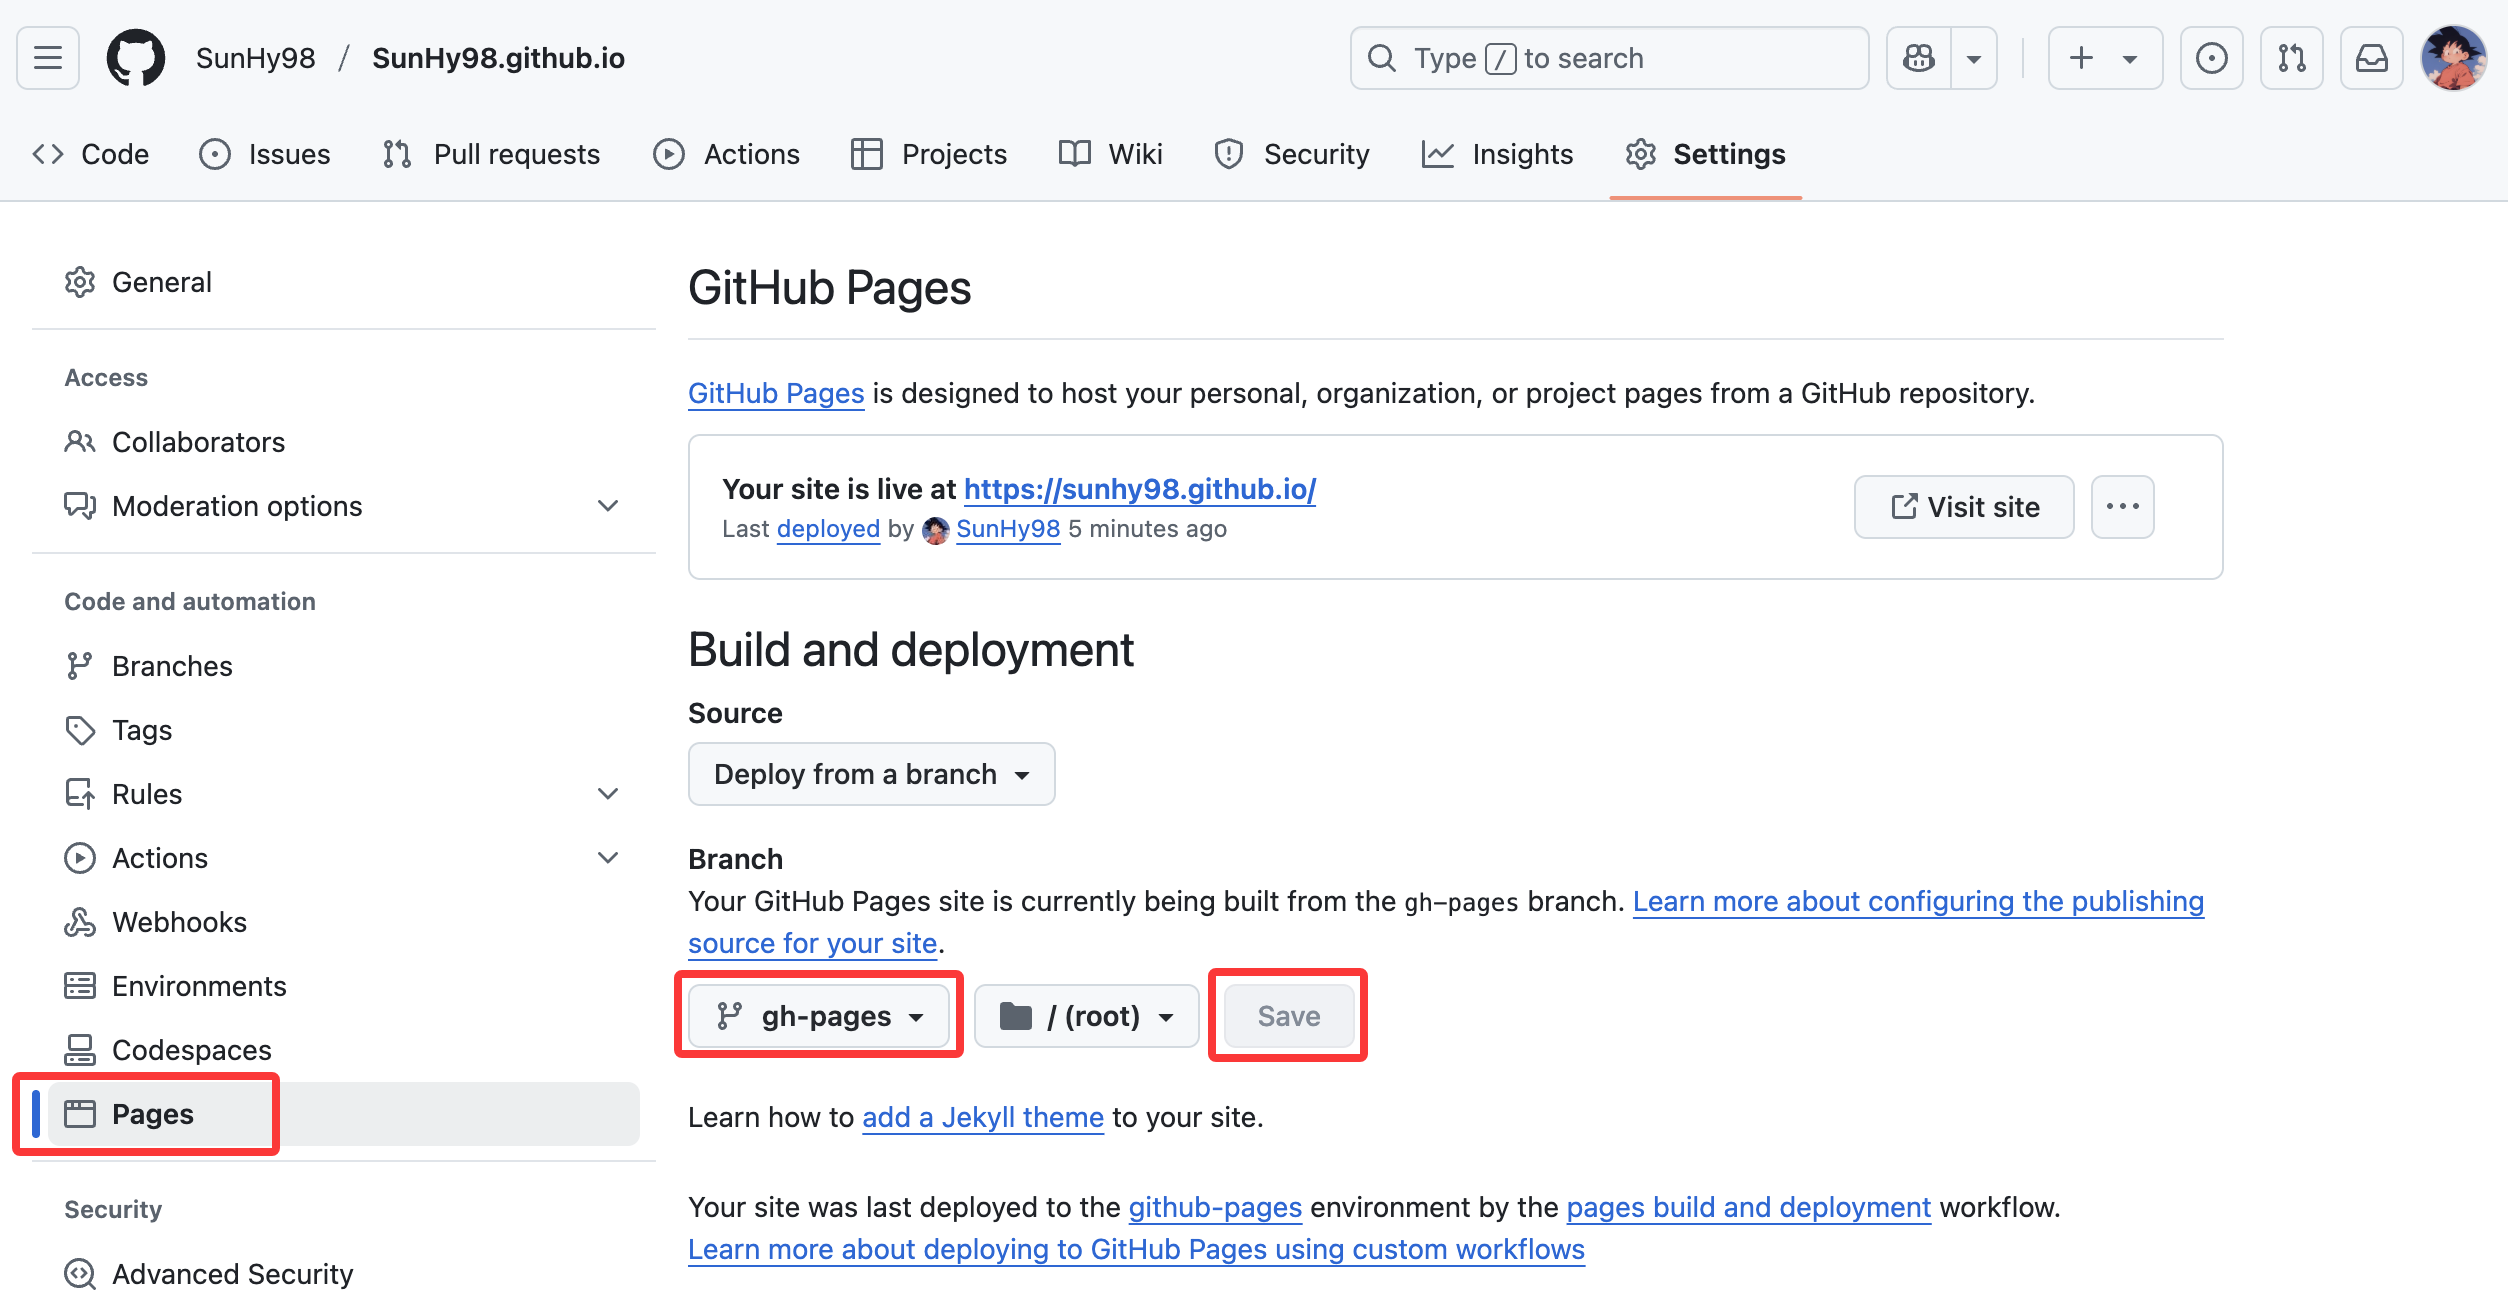 SunHy98 / SunHy98.github.io
Type / to search
Code Issues Pull requests Actions Projects Wiki Security Insights Settings
General
Access
Collaborators
Moderation options
Code and automation
Branches
Tags
Rules
Actions
Webhooks
Environments
Codespaces
Pages
Security
Advanced Security
GitHub Pages
GitHub Pages is designed to host your personal, organization, or project pages from a GitHub repository.
Your site is live at https://sunhy98.github.io/
Last deployed by SunHy98 5 minutes ago
Visit site
Build and deployment
Source
Deploy from a branch
Branch
Your GitHub Pages site is currently being built from the gh-pages branch. Learn more about configuring the publishing
source for your site.
gh-pages / (root) Save
Learn how to add a Jekyll theme to your site.
Your site was last deployed to the github-pages environment by the pages build and deployment workflow.
Learn more about deploying to GitHub Pages using custom workflows